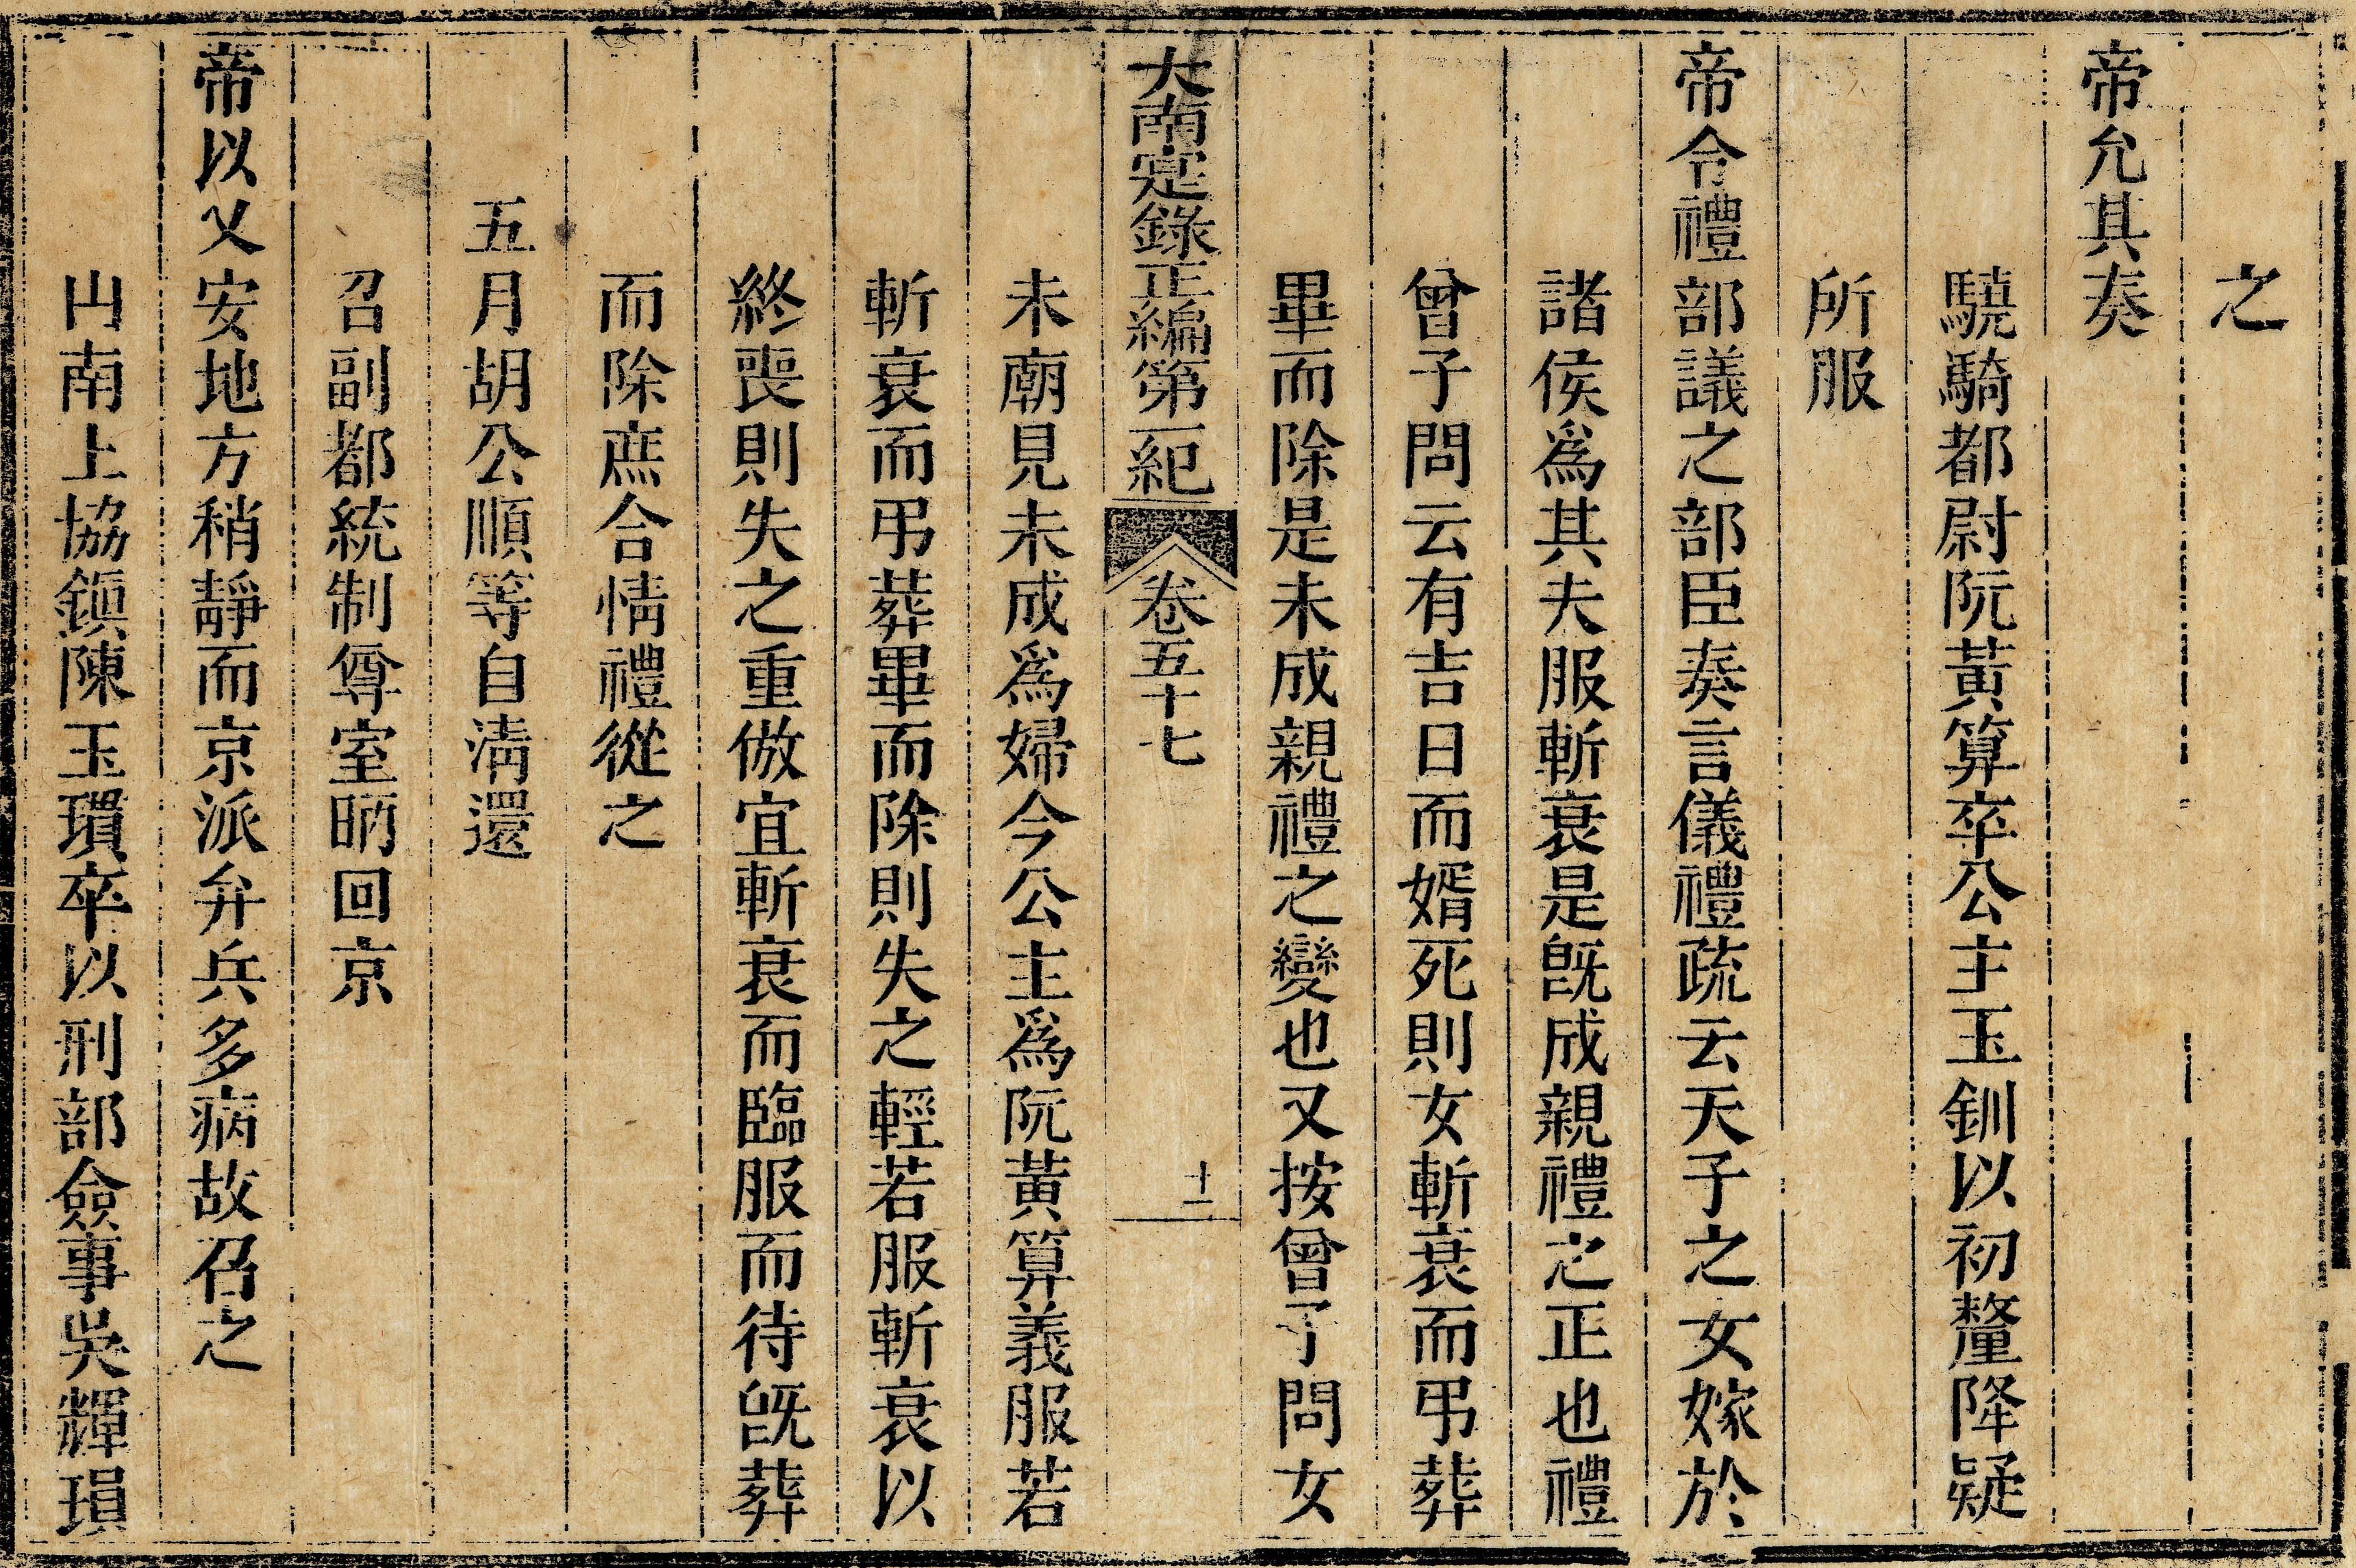 之
帝允其奏
驍騎都尉阮黃算卒公主玉釧以初釐降疑
所服
帝令禮部議之部臣奏言儀禮疏云天子之女嫁於
諸侯爲其夫服斬衰是旣成親禮之正也禮
曾子問云有吉日而婿死則女斬衰而弔葬
畢而除是未成親禮之變也又按曾子問女
大南寔錄正編第二紀 卷五十七 十一
未廟見未成爲婦今公主爲阮黃算義服若
斬衰而弔葬畢而除則失之輕若服斬衰以
終喪則失之重倣宜斬衰而臨服而待旣葬
而除庶合情禮從之
五月胡公順等自清還
召副都統制尊室昞回京
帝以乂安地方稍靜而京派弁兵多病故召之
山南上協鎮陳玉瓆卒以刑部僉事吳輝瑻